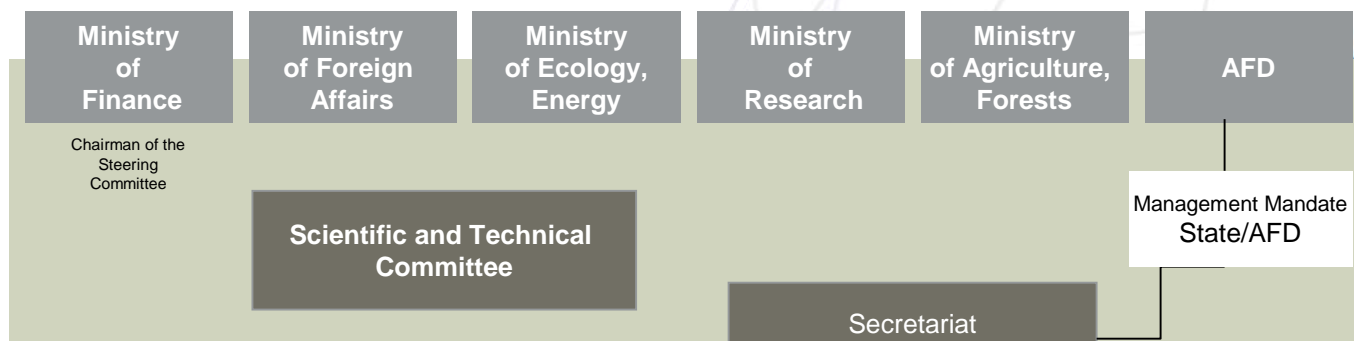 Ministry
of
Finance
Ministry
of Foreign
Affairs
Ministry
of Ecology,
Energy
Ministry
of
Research
Ministry
of Agriculture,
Forests
AFD
Chairman of the
Steering
Committee
Scientific and Technical
Committee
Management Mandate
State/AFD
Secretariat